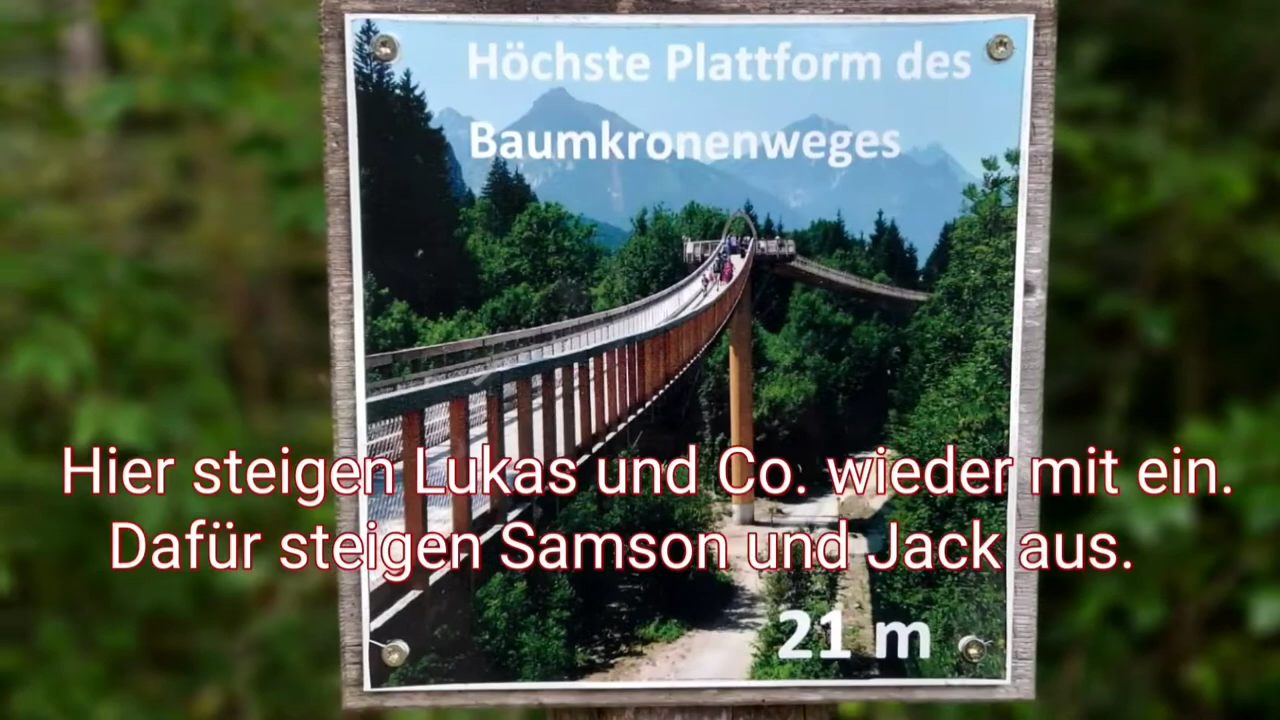 Höchste Plattform des
Baumkronenweges
Hier steigen Lukas und Co. wieder mit ein.
Dafür steigen Samson und Jack aus.
21 m